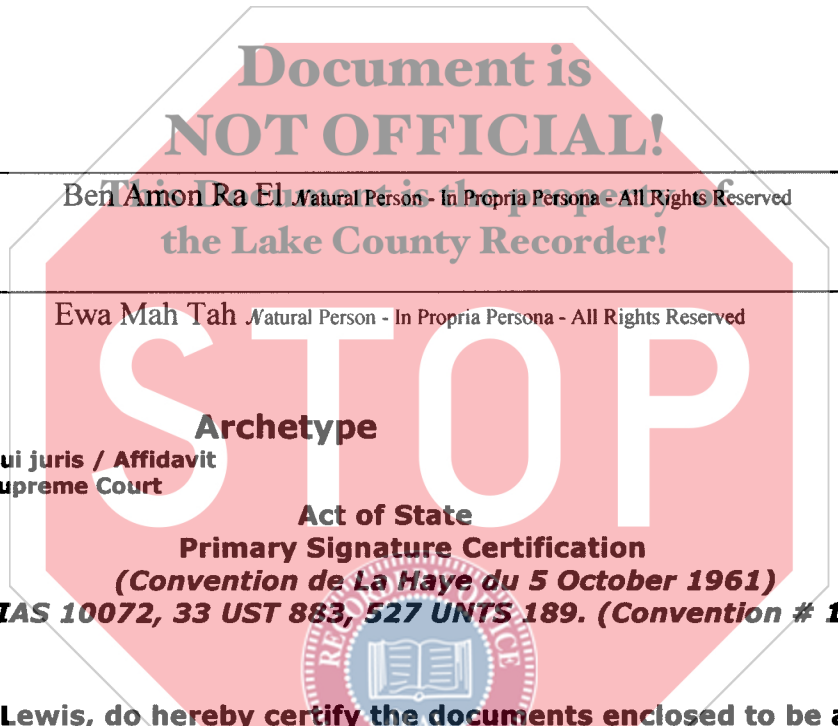 Document is
NOT OFFICIAL!
This Document is the property of
Ben Amon Ra El Natural Person - In Propria Persona - All Rights Reserved
the Lake County Recorder!
Ewa Mah Tah Natural Person - In Propria Persona - All Rights Reserved
STOP
Archetype
ui juris / Affidavit
upreme Court
Act of State
Primary Signature Certification
(Convention de La Haye du 5 October 1961)
IAS 10072, 33 UST 883, 527 UNTS 189. (Convention #
RECORDER OFFICE
Lewis, do hereby certify the documents enclosed to be